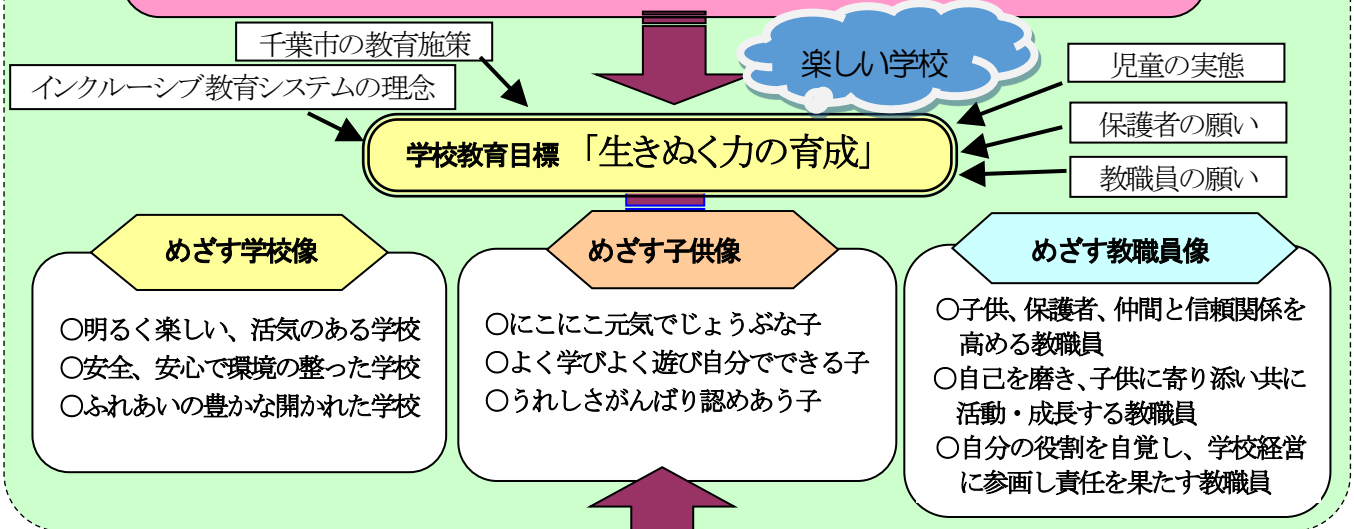 千葉市の教育施策
楽しい学校
児童の実態
インクルーシブ教育システムの理念
保護者の願い
学校教育目標 「生きぬく力の育成」
教職員の願い
めざす学校像
○明るく楽しい、活気のある学校
○安全、安心で環境の整った学校
○ふれあいの豊かな開かれた学校
めざす子供像
○にこにこ元気でじょうぶな子
○よく学びよく遊び自分でできる子
○うれしさがんばり認めあう子
めざす教職員像
○子供、保護者、仲間と信頼関係を
高める教職員
○自己を磨き、子供に寄り添い共に
活動・成長する教職員
○自分の役割を自覚し、学校経営
に参画し責任を果たす教職員